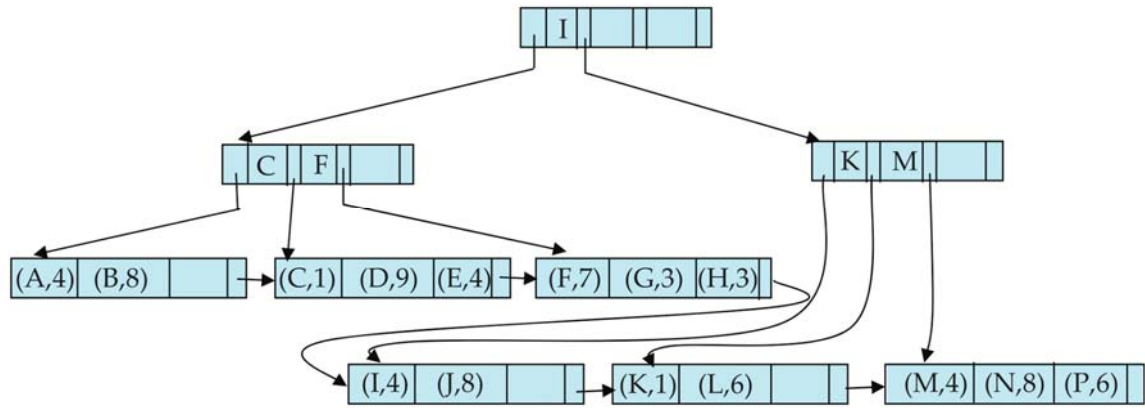 I
C F
K M
(A,4) (B,8)
(C,1) (D,9) (E,4)
(F,7) (G,3) (H,3)
(I,4) (J,8)
(K,1) (L,6)
(M,4) (N,8) (P,6)